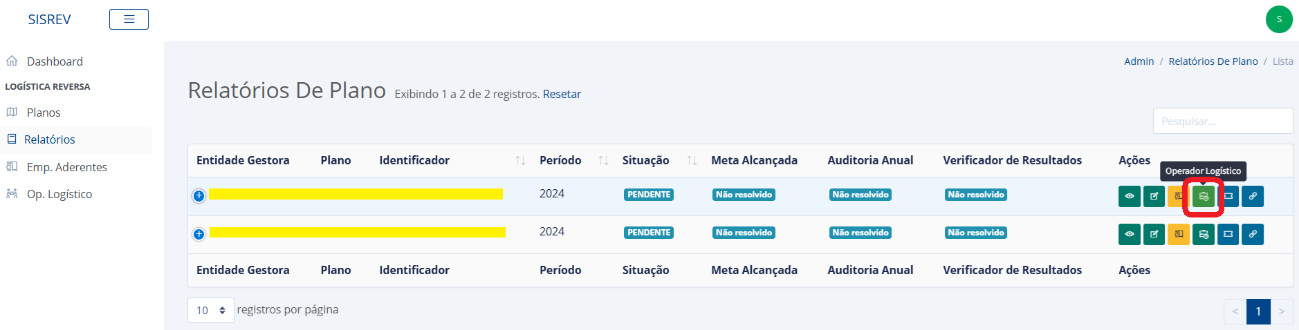 SISREV
S
Dashboard
LOGÍSTICA REVERSA
Planos
Relatórios
Emp. Aderentes
Op. Logístico
Admin / Relatórios De Plano / Lista
Relatórios De Plano Exibindo 1 a 2 de 2 registros. Resetar
Pesquisar...
Entidade Gestora Plano Identificador Período Situação Meta Alcançada Auditoria Anual Verificador de Resultados Ações
Operador Logístico
2024 PENDENTE Não resolvido Não resolvido Não resolvido
2024 PENDENTE Não resolvido Não resolvido Não resolvido
Entidade Gestora Plano Identificador Período Situação Meta Alcançada Auditoria Anual Verificador de Resultados Ações
10 registros por página
< 1 >